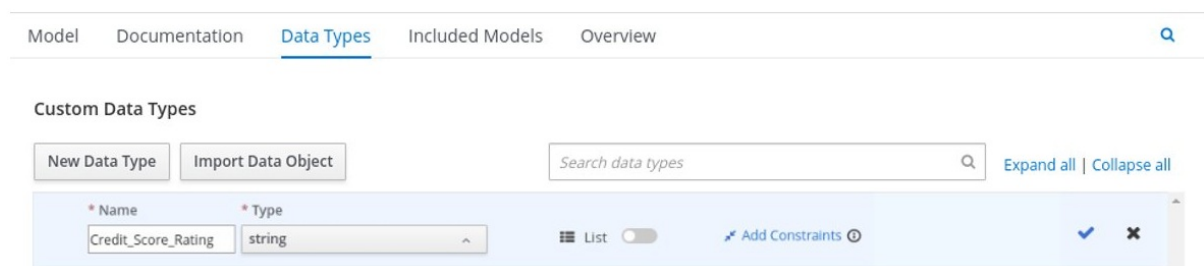 Model Documentation Data Types Included Models Overview
Custom Data Types
New Data Type Import Data Object Search data types Expand all | Collapse all
* Name * Type
Credit_Score_Rating string List Add Constraints